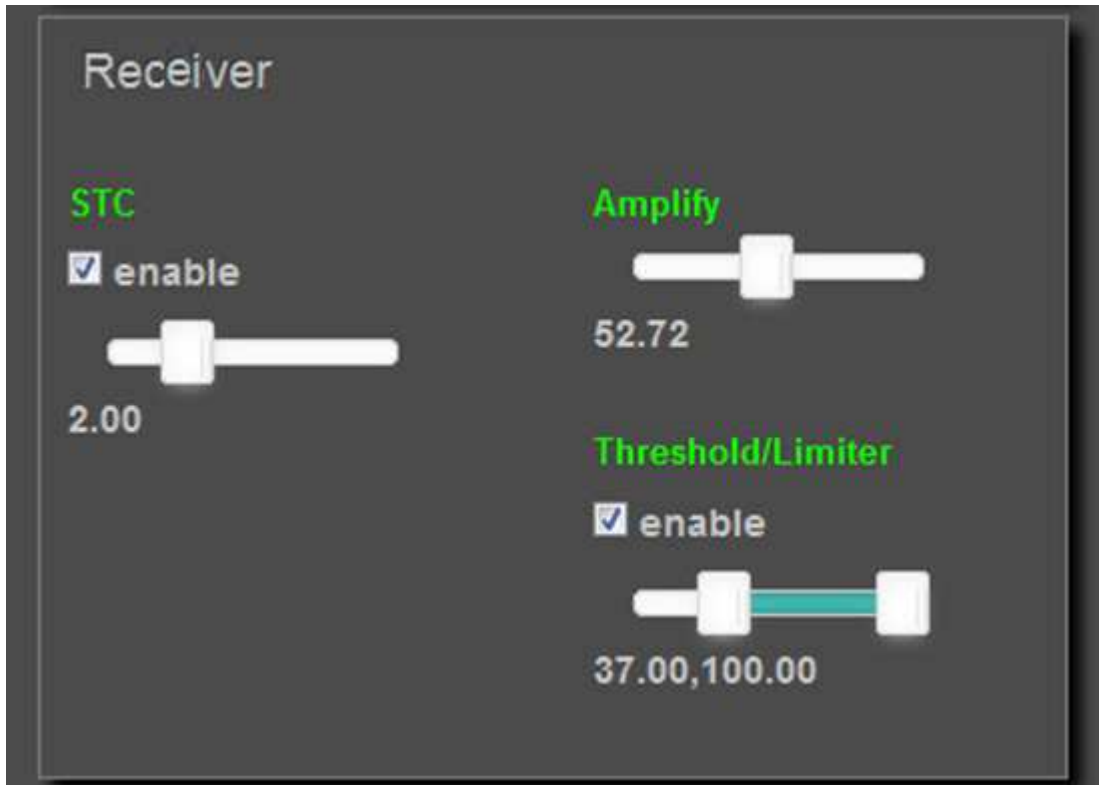 Receiver
STC
enable
2.00
Amplify
52.72
Threshold/Limiter
enable
37.00,100.00